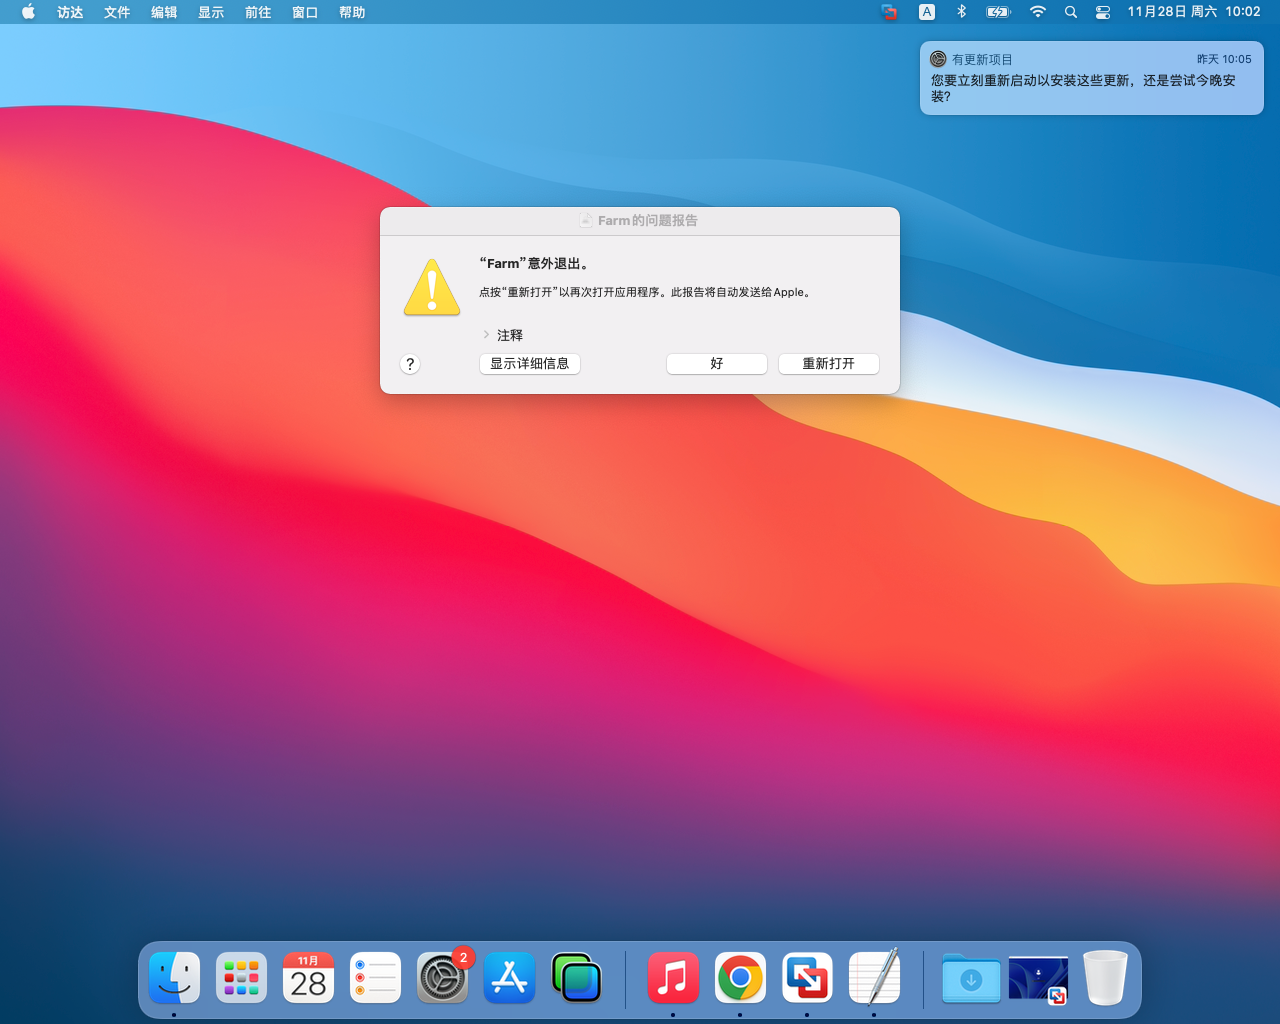 访达 文件 编辑 显示 前往 窗口 帮助 A 11月28日 周六 10:02
有更新项目 昨天 10:05
您要立刻重新启动以安装这些更新，还是尝试今晚安
装?
Farm的问题报告
“Farm”意外退出。
点按“重新打开”以再次打开应用程序。此报告将自动发送给Apple。
注释
? 显示详细信息 好 重新打开
11月
28
2